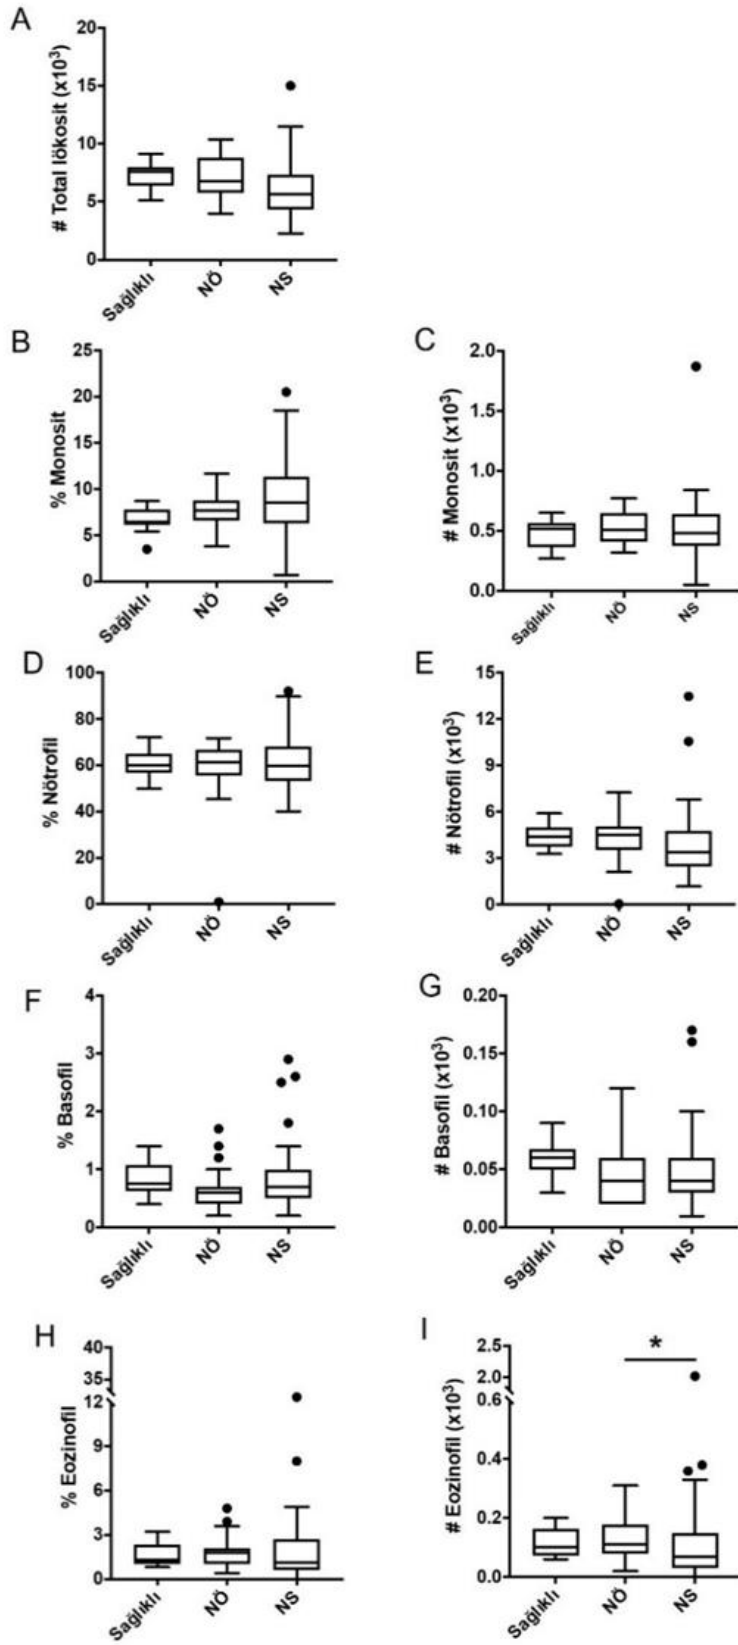 A
# Total lökosit (x10³)
20
15
10
5
0
Sağlıklı
NÖ
NS
B
% Monosit
25
20
15
10
5
0
Sağlıklı
NÖ
NS
C
# Monosit (x10³)
2.0
1.5
1.0
0.5
0.0
Sağlıklı
NÖ
NS
D
% Nötrofil
100
80
60
40
20
0
Sağlıklı
NÖ
NS
E
# Nötrofil (x10³)
15
12
9
6
3
0
Sağlıklı
NÖ
NS
F
% Basofil
4
3
2
1
0
Sağlıklı
NÖ
NS
G
# Basofil (x10³)
0.20
0.15
0.10
0.05
0.00
Sağlıklı
NÖ
NS
H
% Eozinofil
40
35
12
9
6
3
0
Sağlıklı
NÖ
NS
I
# Eozinofil (x10³)
2.5
2.0
0.6
0.4
0.2
0.0
*
Sağlıklı
NÖ
NS